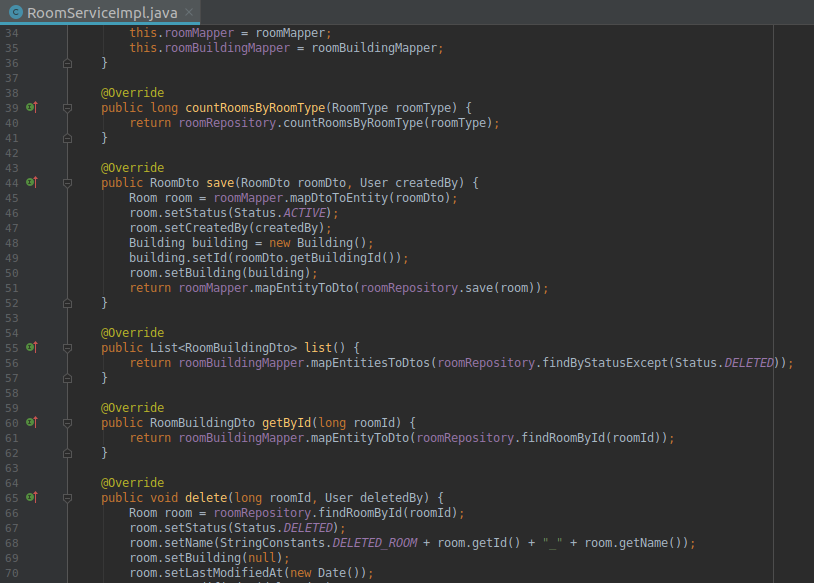 RoomServiceImpl.java
34 this.roomMapper = roomMapper;
35 this.roomBuildingMapper = roomBuildingMapper;
36 }
37
38 @Override
39 public long countRoomsByRoomType(RoomType roomType) {
40 return roomRepository.countRoomsByRoomType(roomType);
41 }
42
43 @Override
44 public RoomDto save(RoomDto roomDto, User createdBy) {
45 Room room = roomMapper.mapDtoToEntity(roomDto);
46 room.setStatus(Status.ACTIVE);
47 room.setCreatedBy(createdBy);
48 Building building = new Building();
49 building.setId(roomDto.getBuildingId());
50 room.setBuilding(building);
51 return roomMapper.mapEntityToDto(roomRepository.save(room));
52 }
53
54 @Override
55 public List<RoomBuildingDto> list() {
56 return roomBuildingMapper.mapEntitiesToDtos(roomRepository.findByStatusExcept(Status.DELETED));
57 }
58
59 @Override
60 public RoomBuildingDto getById(long roomId) {
61 return roomBuildingMapper.mapEntityToDto(roomRepository.findRoomById(roomId));
62 }
63
64 @Override
65 public void delete(long roomId, User deletedBy) {
66 Room room = roomRepository.findRoomById(roomId);
67 room.setStatus(Status.DELETED);
68 room.setName(StringConstants.DELETED_ROOM + room.getId() + "_" + room.getName());
69 room.setBuilding(null);
70 room.setLastModifiedAt(new Date());